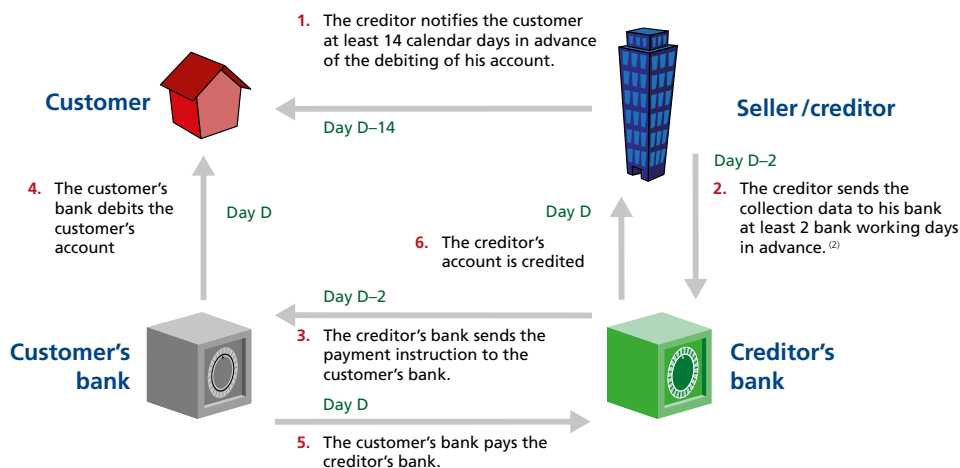 1. The creditor notifies the customer
at least 14 calendar days in advance
of the debiting of his account.
Customer
Seller/creditor
Day D–14
Day D–2
4. The customer's
bank debits the
customer's
account
Day D
Day D
2. The creditor sends the
collection data to his bank
at least 2 bank working days
in advance. (2)
6. The creditor's
account is credited
Day D–2
3. The creditor's bank sends the
payment instruction to the
customer's bank.
Customer's
bank
Creditor's
bank
Day D
5. The customer's bank pays the
creditor's bank.